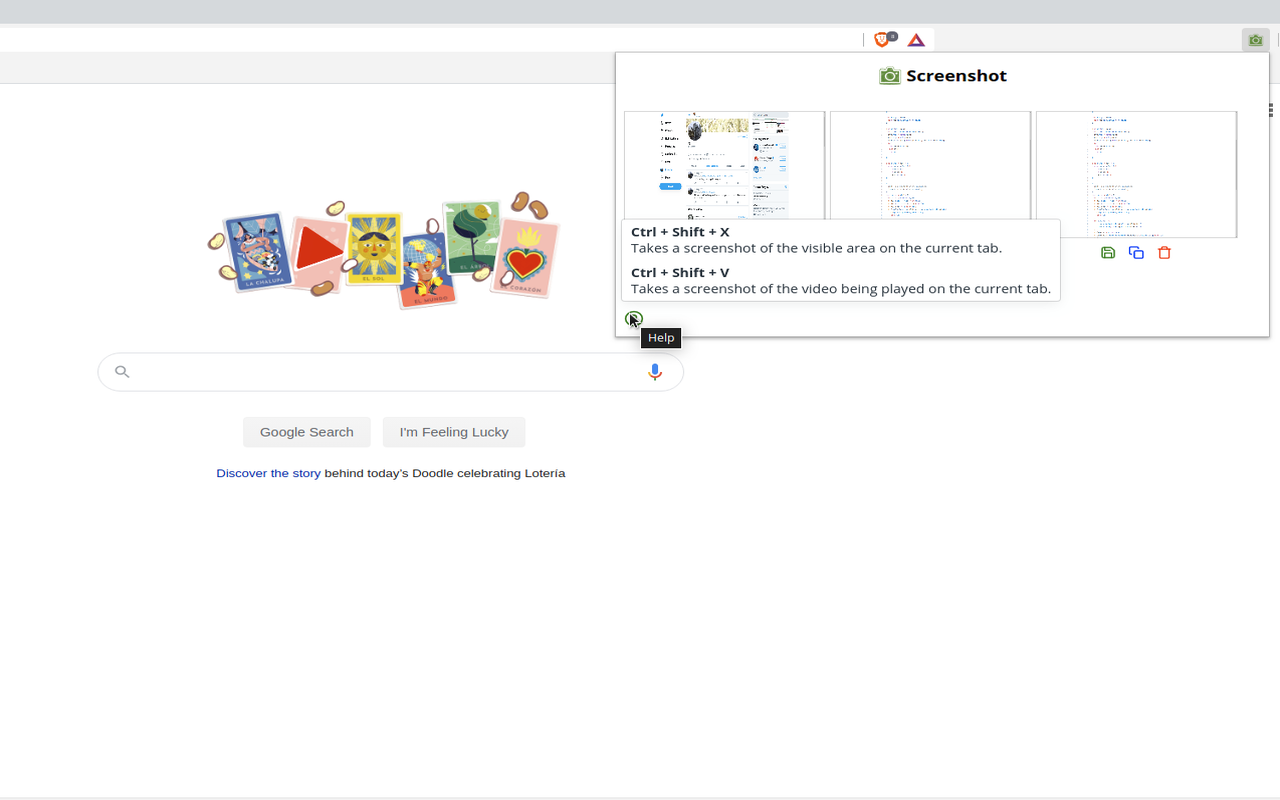 Screenshot
Ctrl + Shift + X
Takes a screenshot of the visible area on the current tab.
Ctrl + Shift + V
Takes a screenshot of the video being played on the current tab.
Help
LA CHALUPA
EL SOL
EL MUNDO
CORAZON
Google Search
I'm Feeling Lucky
Discover the story behind today's Doodle celebrating Lotería